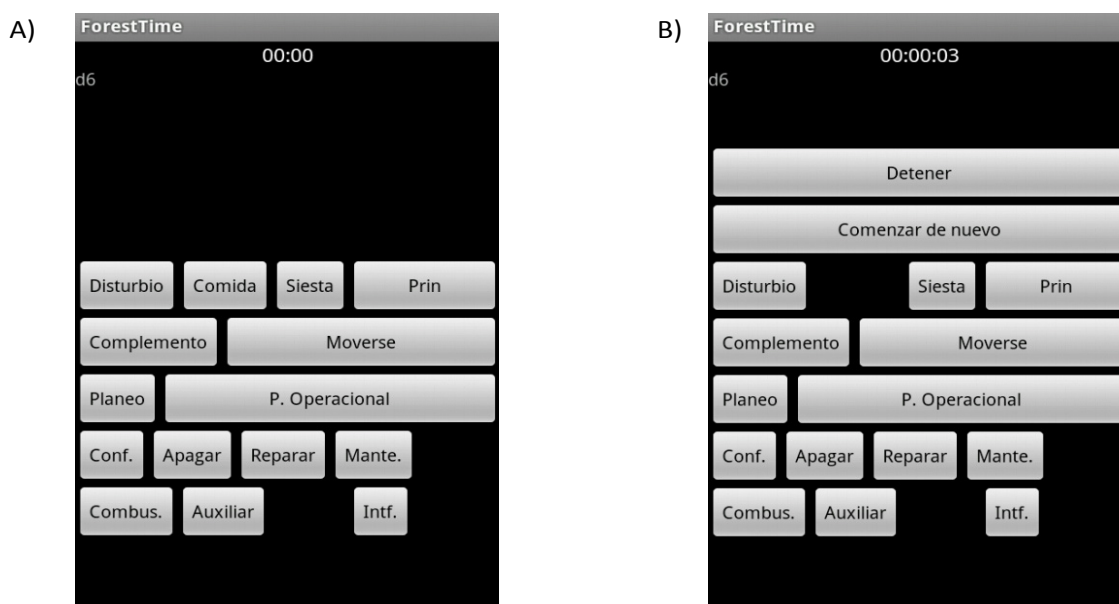 A)
ForestTime
00:00
d6
Disturbio Comida Siesta Prin
Complemento Moverse
Planeo P. Operacional
Conf. Apagar Reparar Mante.
Combus. Auxiliar Intf.
B)
ForestTime
00:00:03
d6
Detener
Comenzar de nuevo
Disturbio Siesta Prin
Complemento Moverse
Planeo P. Operacional
Conf. Apagar Reparar Mante.
Combus. Auxiliar Intf.